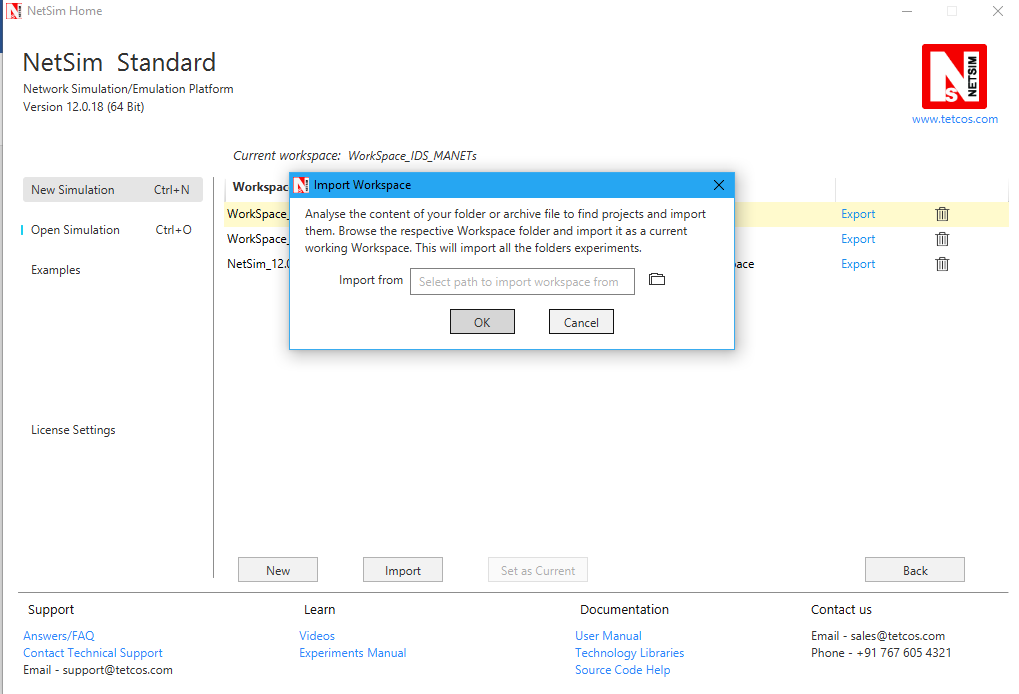 NetSim Home
NetSim Standard
Network Simulation/Emulation Platform
Version 12.0.18 (64 Bit)
NETSIM
www.tetcos.com
Current workspace: WorkSpace_IDS_MANETs
New Simulation Ctrl+N
Open Simulation Ctrl+O
Examples
License Settings
Workspac
WorkSpace_ Export
WorkSpace_ Export
NetSim_12.0 ace Export
Import Workspace
Analyse the content of your folder or archive file to find projects and import
them. Browse the respective Workspace folder and import it as a current
working Workspace. This will import all the folders experiments.
Import from Select path to import workspace from
OK Cancel
New Import Set as Current Back
Support
Answers/FAQ
Contact Technical Support
Email - support@tetcos.com
Learn
Videos
Experiments Manual
Documentation
User Manual
Technology Libraries
Source Code Help
Contact us
Email - sales@tetcos.com
Phone - +91 767 605 4321